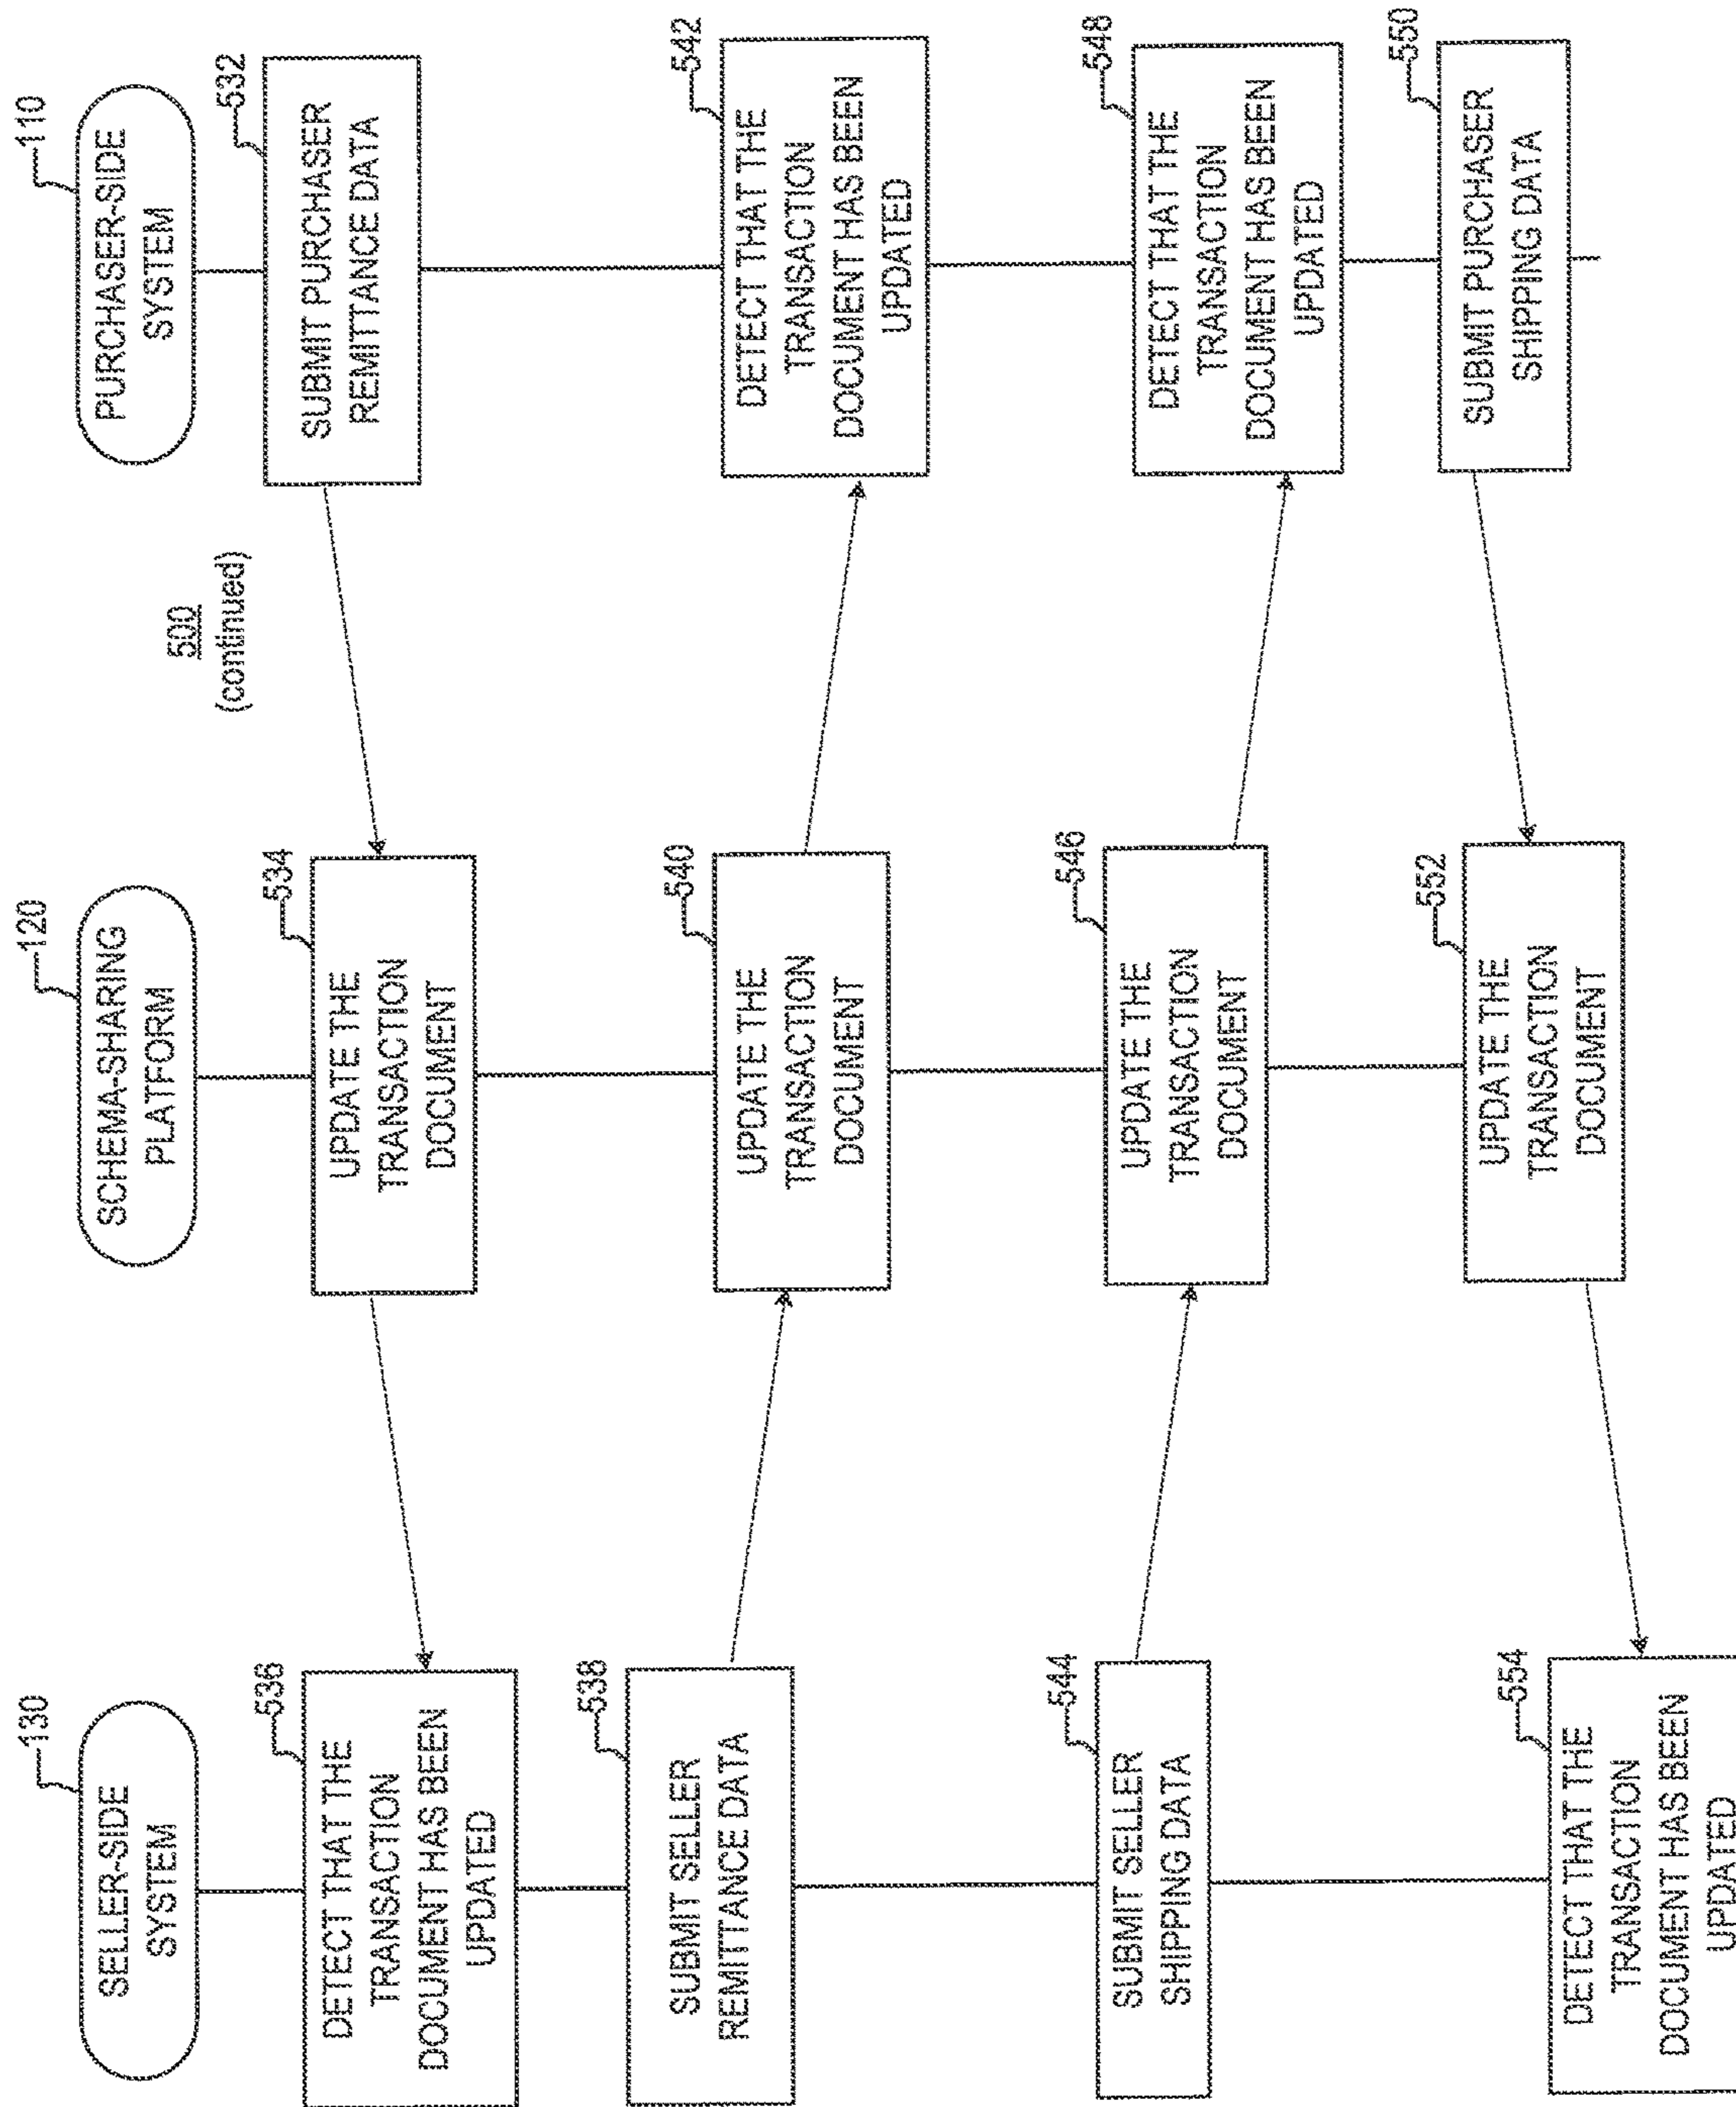 500
(continued)
130
SELLER-SIDE
SYSTEM
120
SCHEMA-SHARING
PLATFORM
110
PURCHASER-SIDE
SYSTEM
532
SUBMIT PURCHASER
REMITTANCE DATA
534
UPDATE THE
TRANSACTION
DOCUMENT
536
DETECT THAT THE
TRANSACTION
DOCUMENT HAS BEEN
UPDATED
538
SUBMIT SELLER
REMITTANCE DATA
540
UPDATE THE
TRANSACTION
DOCUMENT
542
DETECT THAT THE
TRANSACTION
DOCUMENT HAS BEEN
UPDATED
544
SUBMIT SELLER
SHIPPING DATA
546
UPDATE THE
TRANSACTION
DOCUMENT
548
DETECT THAT THE
TRANSACTION
DOCUMENT HAS BEEN
UPDATED
550
SUBMIT PURCHASER
SHIPPING DATA
552
UPDATE THE
TRANSACTION
DOCUMENT
554
DETECT THAT THE
TRANSACTION
DOCUMENT HAS BEEN
UPDATED